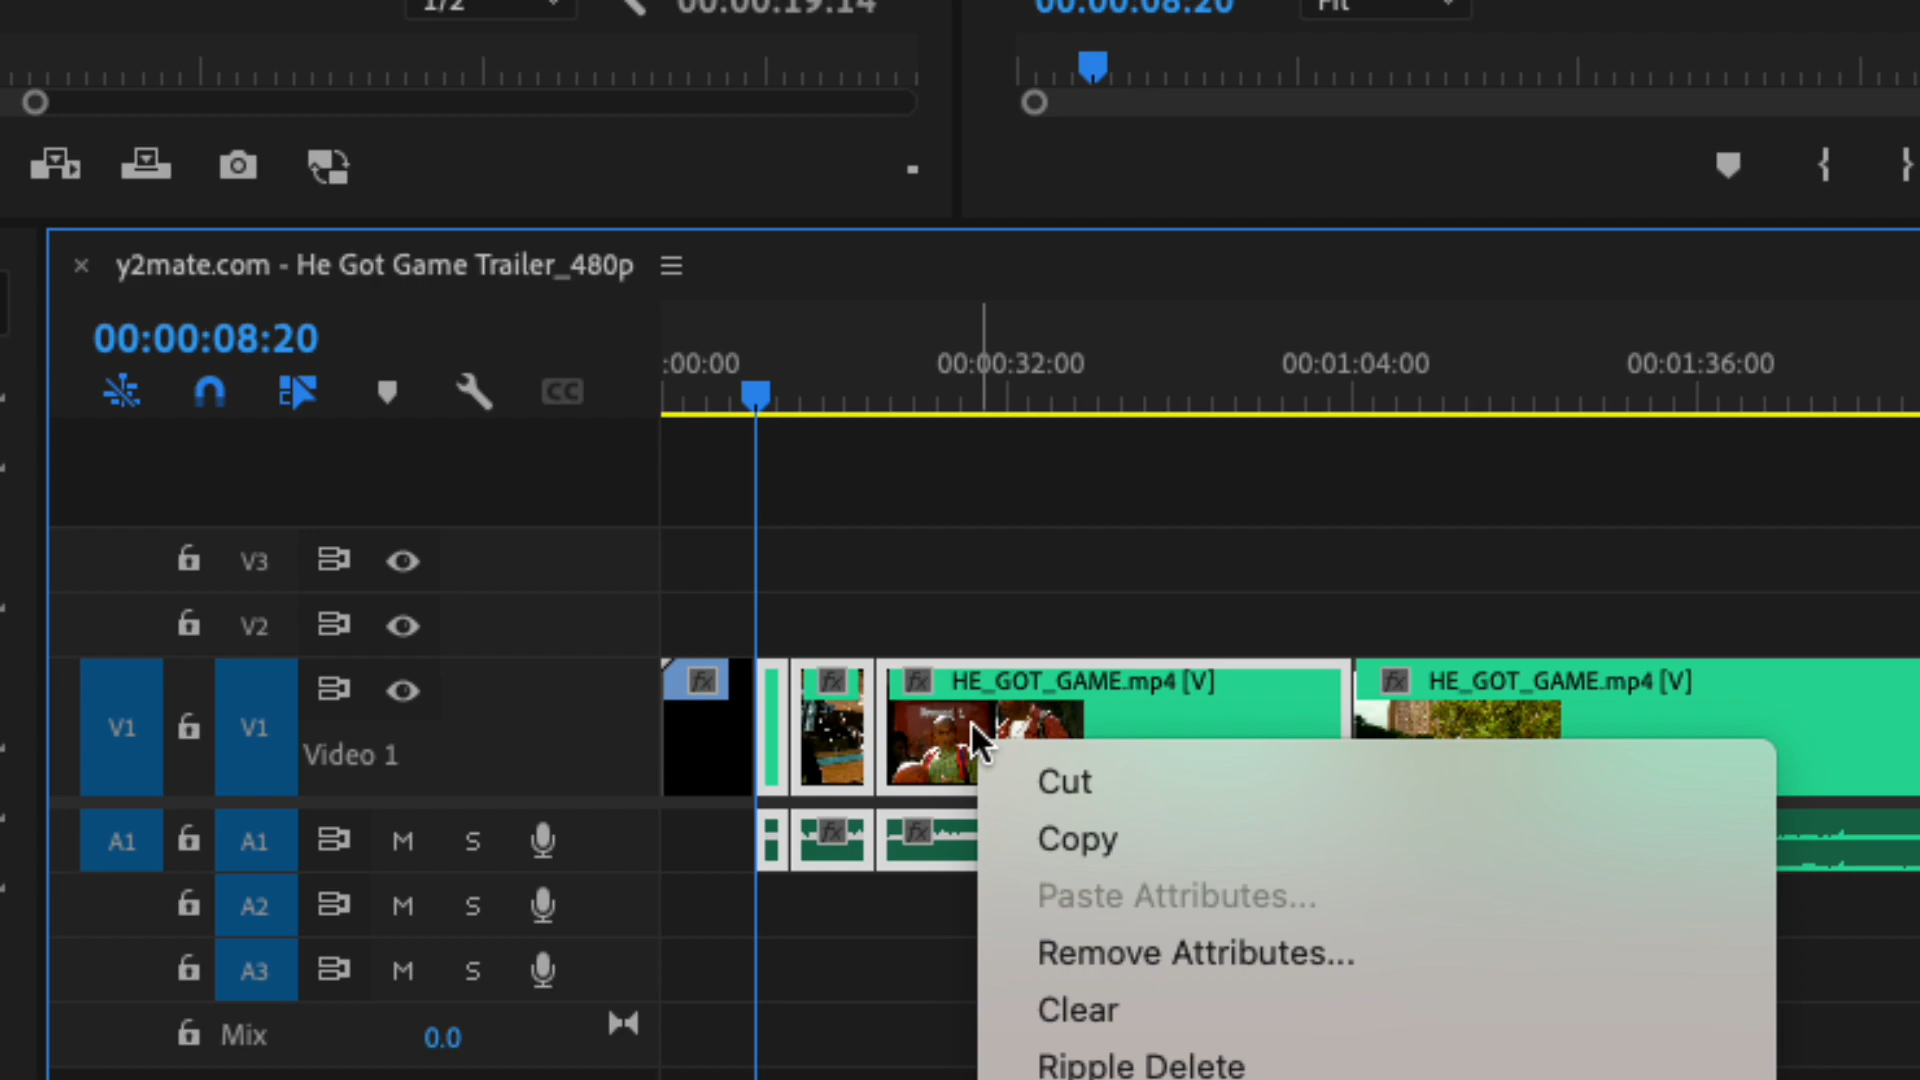 1/2
00:00:19:14
00:00:08:20
Fit
y2mate.com - He Got Game Trailer_480p
00:00:08:20
:00:00
00:00:32:00
00:01:04:00
00:01:36:00
CC
V3
V2
fx
fx
fx HE_GOT_GAME.mp4 [V]
fx HE_GOT_GAME.mp4 [V]
V1
V1
Video 1
Cut
A1
A1
M
S
fx
fx
Copy
A2
M
S
Paste Attributes...
A3
M
S
Remove Attributes...
Clear
Mix
0.0
Ripple Delete